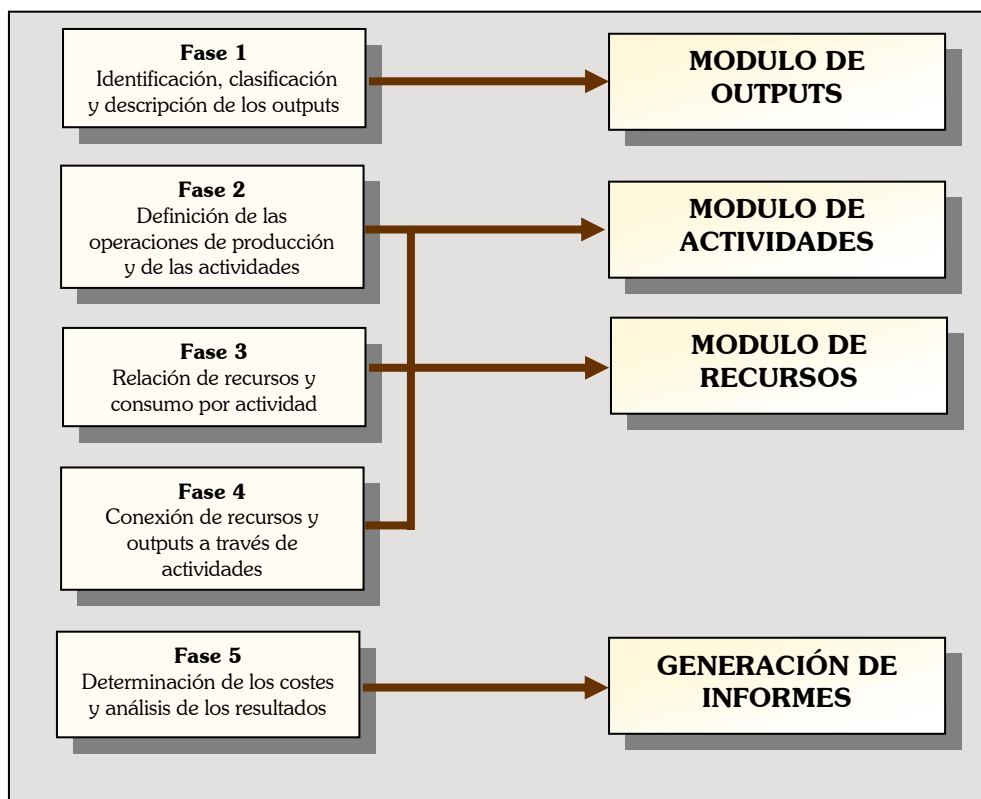 Fase 1
Identificación, clasificación
y descripción de los outputs
MODULO DE
OUTPUTS
Fase 2
Definición de las
operaciones de producción
y de las actividades
MODULO DE
ACTIVIDADES
Fase 3
Relación de recursos y
consumo por actividad
MODULO DE
RECURSOS
Fase 4
Conexión de recursos y
outputs a través de
actividades
Fase 5
Determinación de los costes
y análisis de los resultados
GENERACIÓN DE
INFORMES